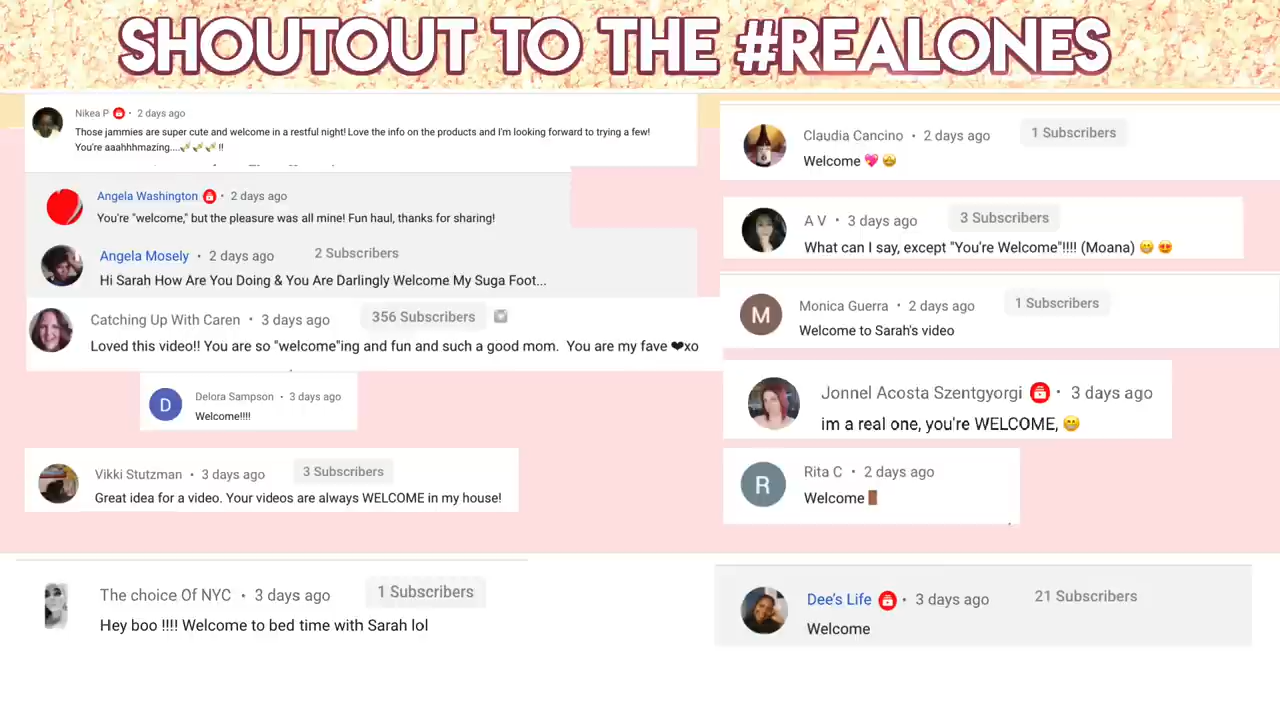 SHOUTOUT TO THE #REALONES
Nikea P • 2 days ago
Those jammies are super cute and welcome in a restful night! Love the info on the products and I'm looking forward to trying a few!
You're aaahhhmazing....🎉🎉🎉!!
Angela Washington • 2 days ago
You're "welcome," but the pleasure was all mine! Fun haul, thanks for sharing!
Angela Mosely • 2 days ago 2 Subscribers
Hi Sarah How Are You Doing & You Are Darlingly Welcome My Suga Foot...
Catching Up With Caren • 3 days ago 356 Subscribers
Loved this video!! You are so "welcome"ing and fun and such a good mom. You are my fave ❤xo
D
Delora Sampson • 3 days ago
Welcome!!!!
Vikki Stutzman • 3 days ago 3 Subscribers
Great idea for a video. Your videos are always WELCOME in my house!
The choice Of NYC • 3 days ago 1 Subscribers
Hey boo !!!! Welcome to bed time with Sarah lol
Claudia Cancino • 2 days ago 1 Subscribers
Welcome 💖 🤩
A V • 3 days ago 3 Subscribers
What can I say, except "You're Welcome"!!!! (Moana) 😁 😍
M
Monica Guerra • 2 days ago 1 Subscribers
Welcome to Sarah's video
Jonnel Acosta Szentgyorgi • 3 days ago
im a real one, you're WELCOME, 😁
R
Rita C • 2 days ago
Welcome 🚪
Dee's Life • 3 days ago 21 Subscribers
Welcome